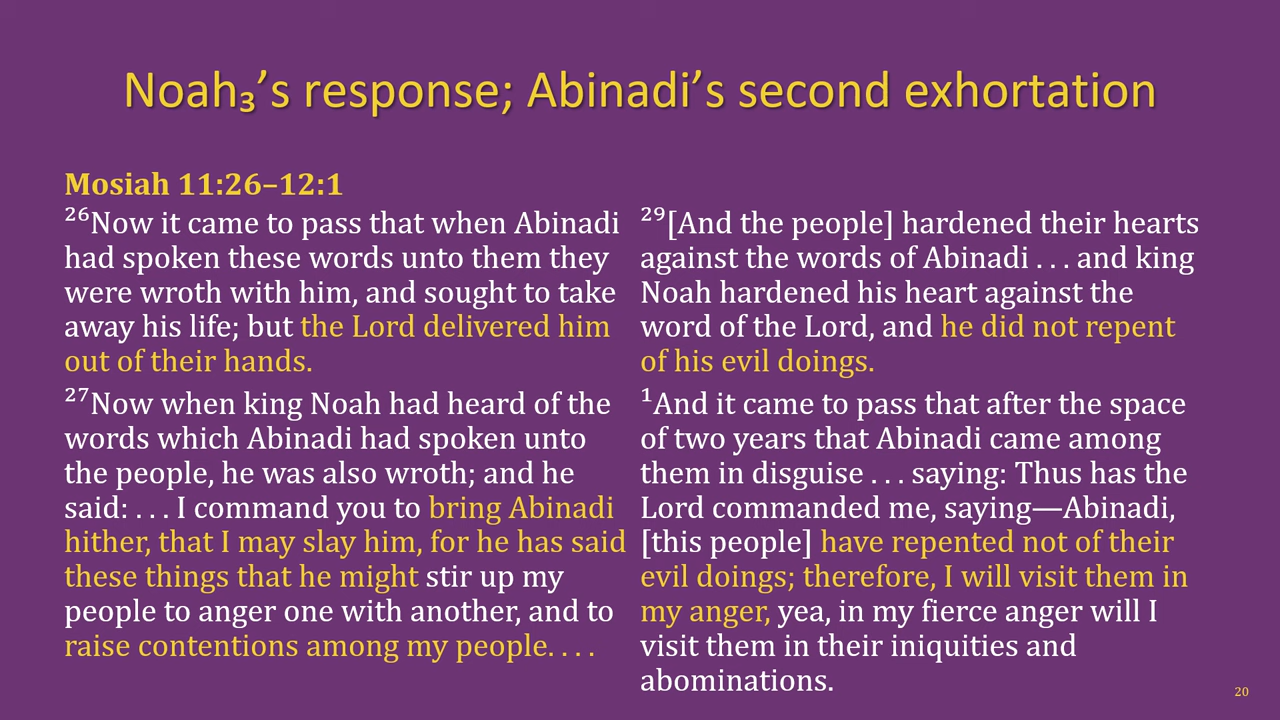 Noah₃’s response; Abinadi’s second exhortation
Mosiah 11:26–12:1
²⁶Now it came to pass that when Abinadi
had spoken these words unto them they
were wroth with him, and sought to take
away his life; but the Lord delivered him
out of their hands.
²⁷Now when king Noah had heard of the
words which Abinadi had spoken unto
the people, he was also wroth; and he
said: . . . I command you to bring Abinadi
hither, that I may slay him, for he has said
these things that he might stir up my
people to anger one with another, and to
raise contentions among my people. . . .
²⁹[And the people] hardened their hearts
against the words of Abinadi . . . and king
Noah hardened his heart against the
word of the Lord, and he did not repent
of his evil doings.
¹And it came to pass that after the space
of two years that Abinadi came among
them in disguise . . . saying: Thus has the
Lord commanded me, saying—Abinadi,
[this people] have repented not of their
evil doings; therefore, I will visit them in
my anger, yea, in my fierce anger will I
visit them in their iniquities and
abominations.
20